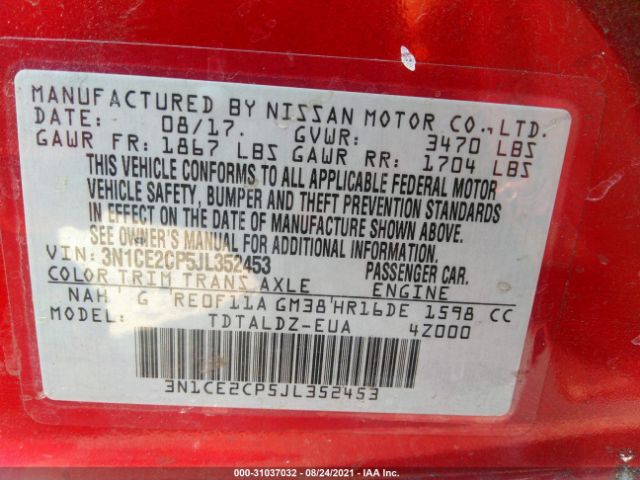 MANUFACTURED BY NISSAN MOTOR CO., LTD.
DATE: 08/17. GVWR: 3470 LBS
GAWR FR: 1867 LBS GAWR RR: 1704 LBS
THIS VEHICLE CONFORMS TO ALL APPLICABLE FEDERAL MOTOR
VEHICLE SAFETY, BUMPER AND THEFT PREVENTION STANDARDS
IN EFFECT ON THE DATE OF MANUFACTURE SHOWN ABOVE.
SEE OWNER'S MANUAL FOR ADDITIONAL INFORMATION.
VIN: 3N1CE2CP5JL352453 PASSENGER CAR.
COLOR TRIM TRANS AXLE ENGINE
NAH G RE0F11A GM38 HR16DE 1598 CC
MODEL: TDTALDZ-EUA 4Z000
3N1CE2CP5JL352453
000-31037032 - 08/24/2021 - IAA Inc.